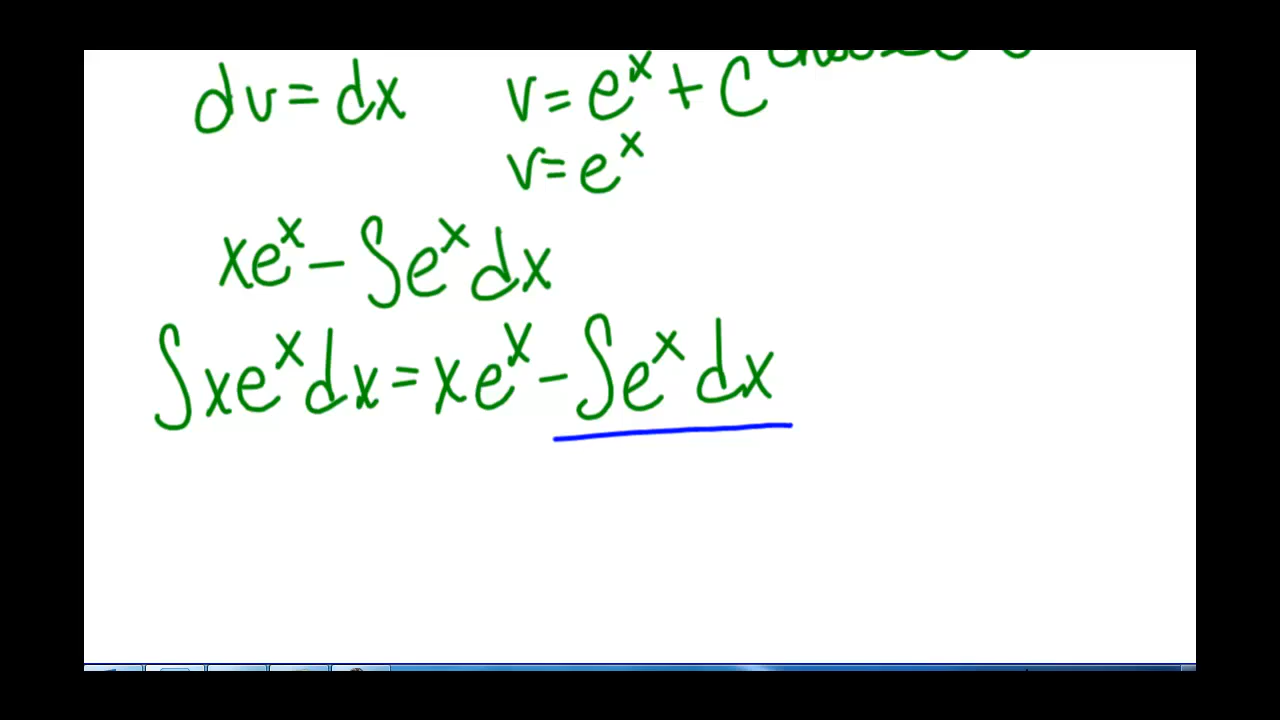 dv = dx v = e^x + C
v = e^x
xe^x - ∫e^x dx
∫xe^x dx = xe^x - ∫e^x dx